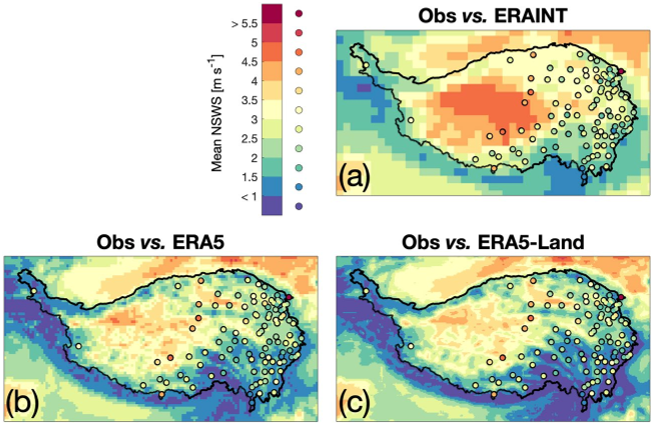 Mean NSWS [m s⁻¹]
> 5.5
5
4.5
4
3.5
3
2.5
2
1.5
< 1
Obs vs. ERAINT
(a)
Obs vs. ERA5
(b)
Obs vs. ERA5-Land
(c)